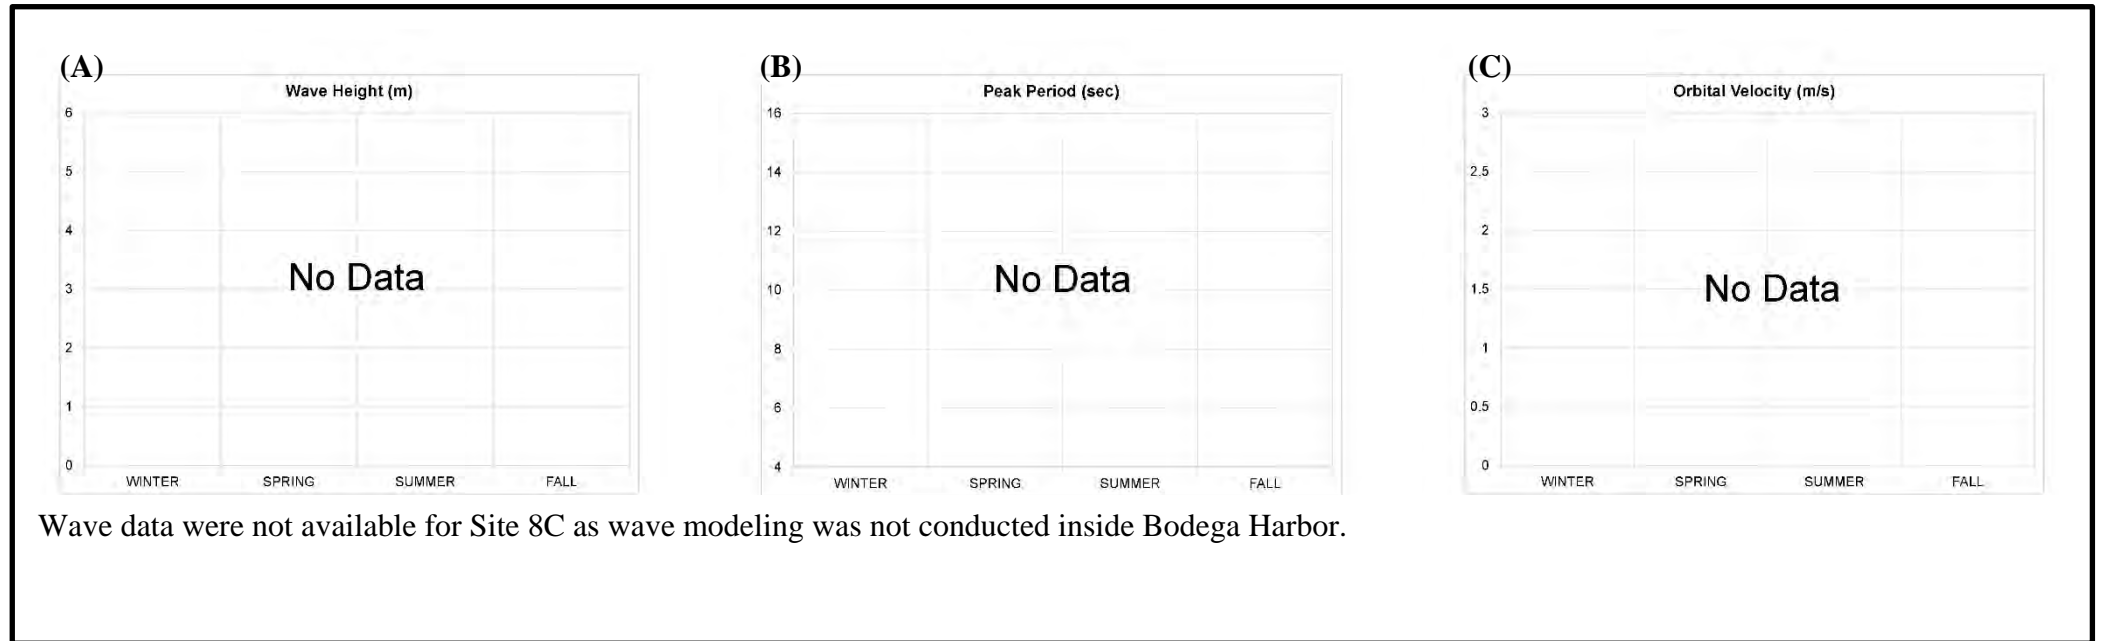 (A)
Wave Height (m)
6
5
4
3
2
1
0
No Data
WINTER SPRING SUMMER FALL
(B)
Peak Period (sec)
16
14
12
10
8
6
4
No Data
WINTER SPRING SUMMER FALL
(C)
Orbital Velocity (m/s)
3
2.5
2
1.5
1
0.5
0
No Data
WINTER SPRING SUMMER FALL
Wave data were not available for Site 8C as wave modeling was not conducted inside Bodega Harbor.